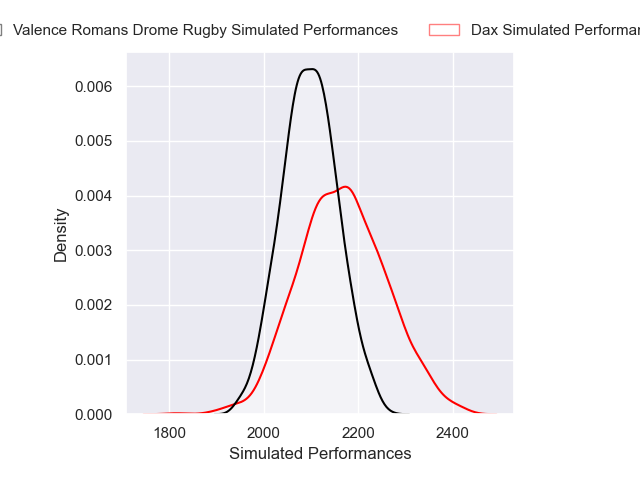 Valence Romans Drome Rugby Simulated Performances
Dax Simulated
0.006
0.005
0.004
0.003
0.002
0.001
0.000
Density
1800
2000
2200
2400
Simulated Performances